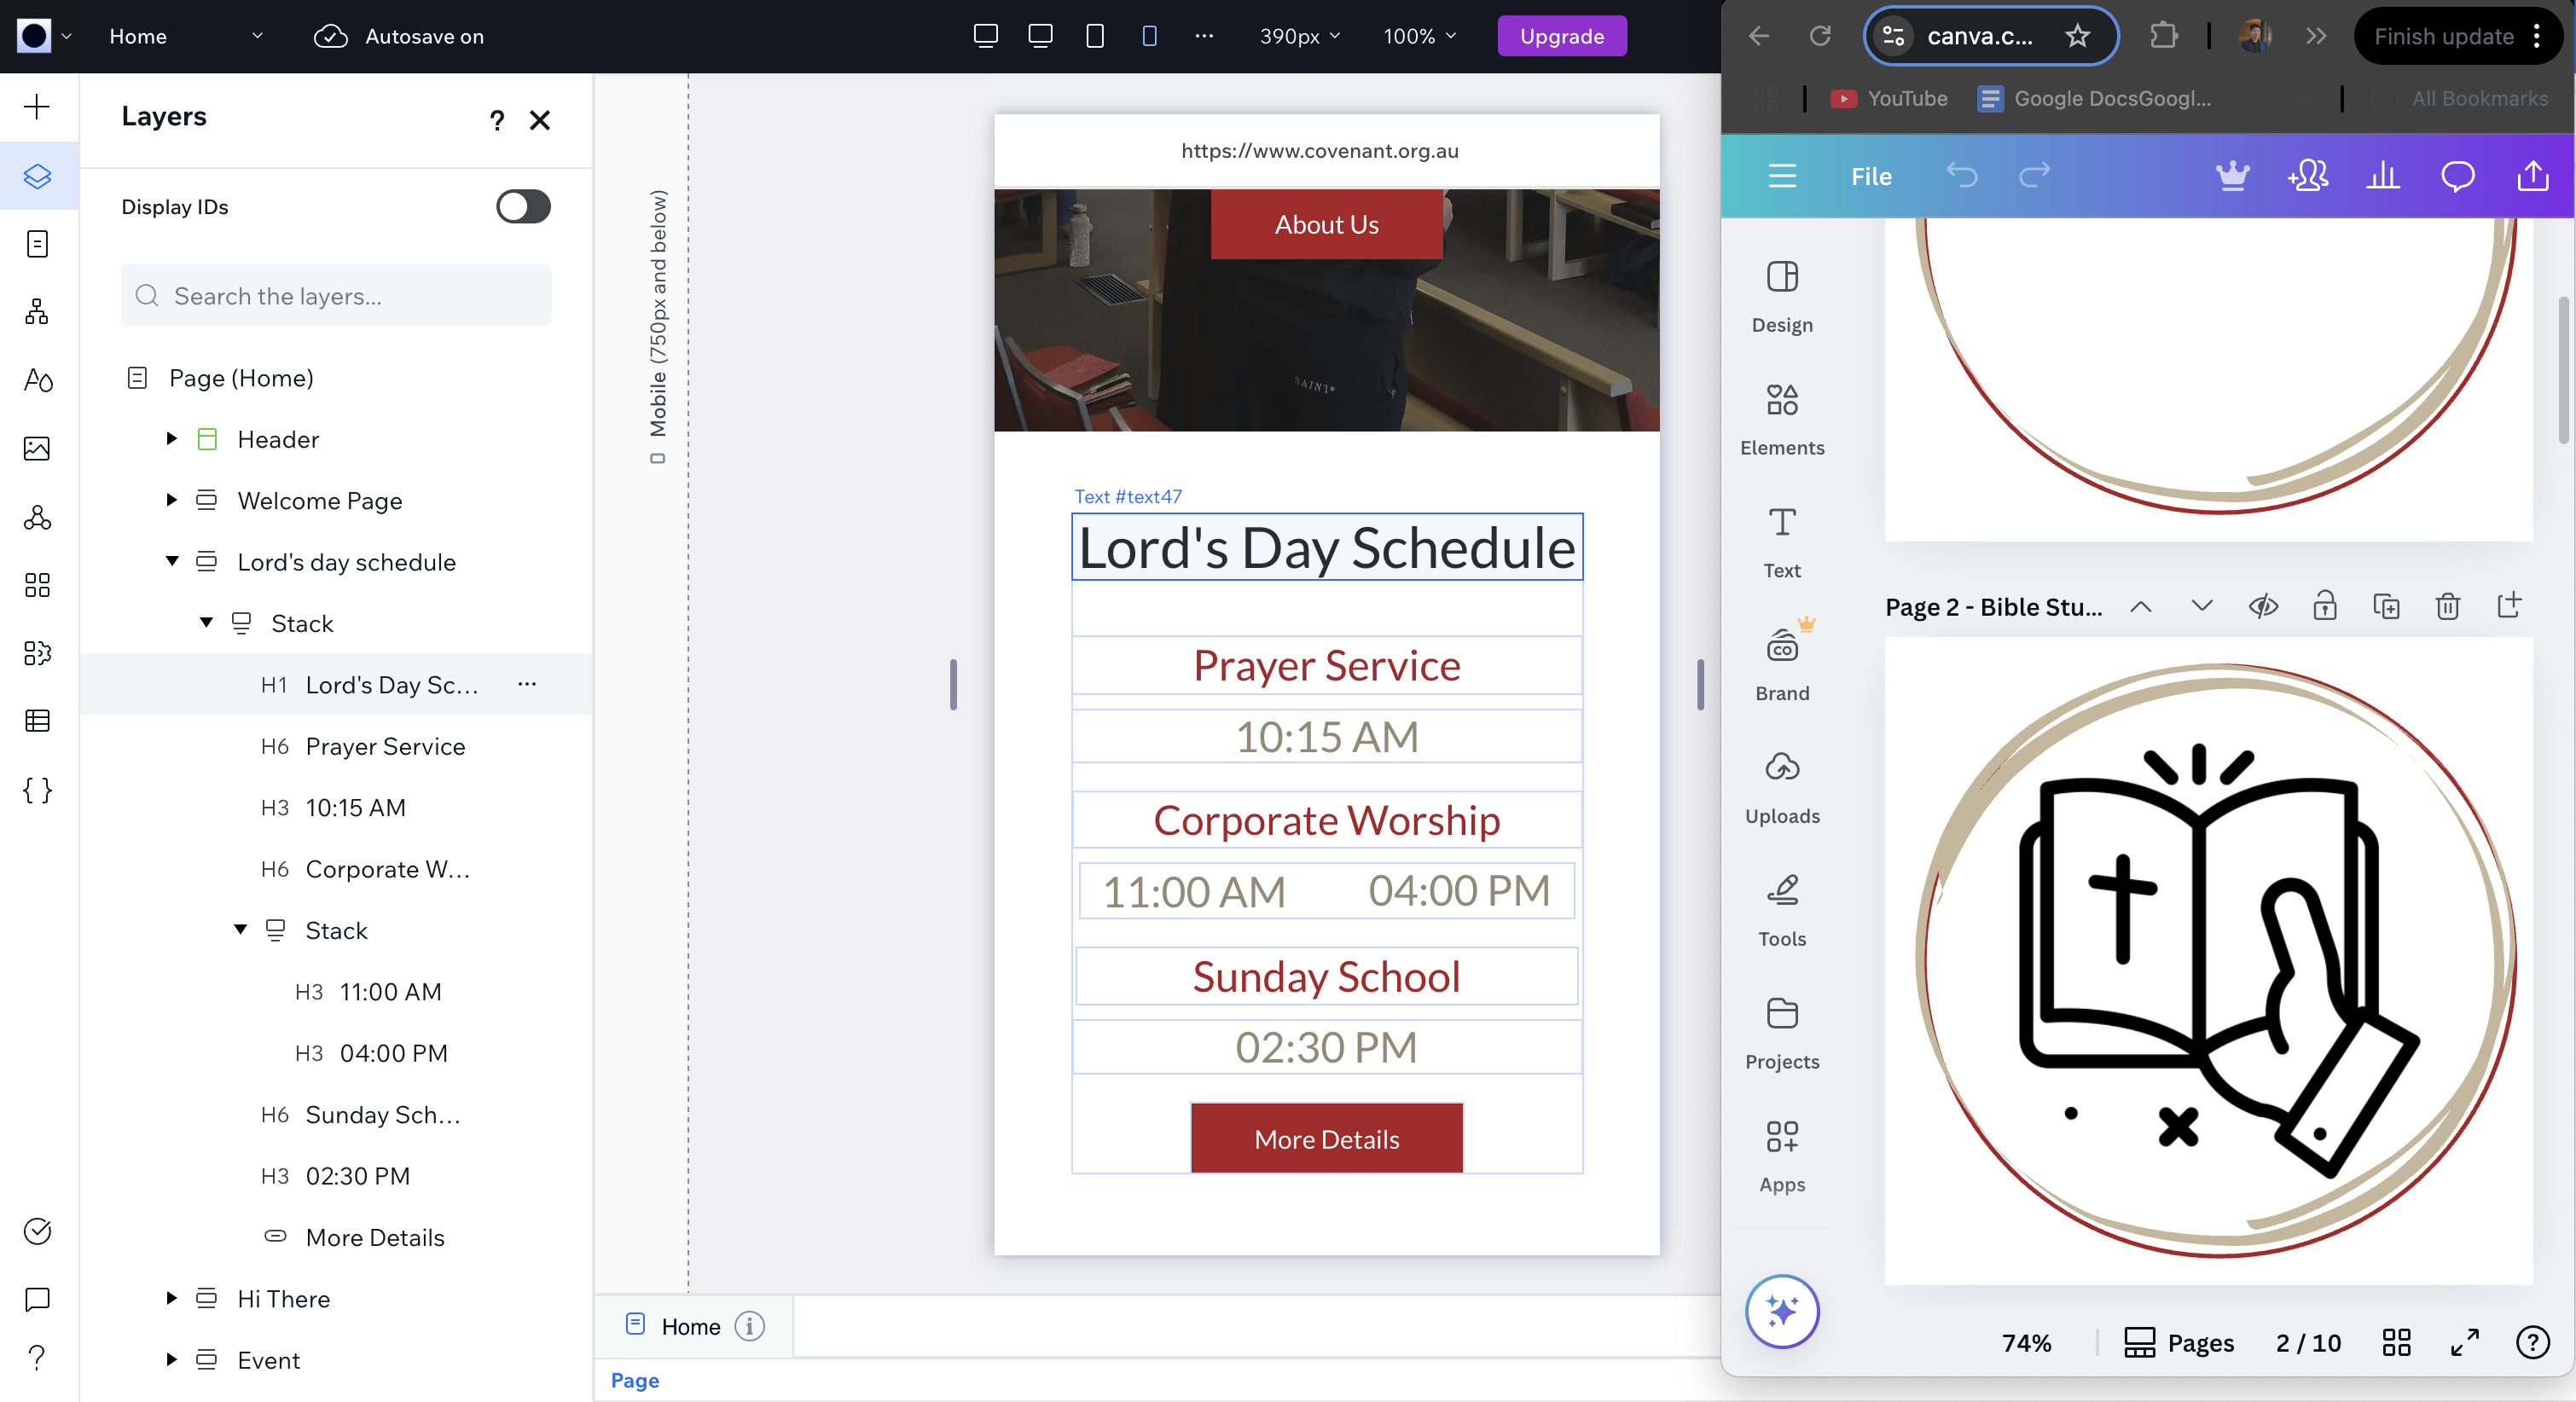 Home
Autosave on
390px
100%
Upgrade
Layers
?
Display IDs
Search the layers...
Page (Home)
Header
Welcome Page
Lord's day schedule
Stack
H1 Lord's Day Sc...
H6 Prayer Service
H3 10:15 AM
H6 Corporate W...
Stack
H3 11:00 AM
H3 04:00 PM
H6 Sunday Sch...
H3 02:30 PM
More Details
Hi There
Event
Mobile (750px and below)
https://www.covenant.org.au
About Us
SAINT
Text #text47
Lord's Day Schedule
Prayer Service
10:15 AM
Corporate Worship
11:00 AM 04:00 PM
Sunday School
02:30 PM
More Details
Home
Page
canva.c...
Finish update
YouTube
Google DocsGoogl...
All Bookmarks
File
Design
Elements
Text
CO
Brand
Uploads
Tools
Projects
Apps
Page 2 - Bible Stu...
74%
Pages
2 / 10
?